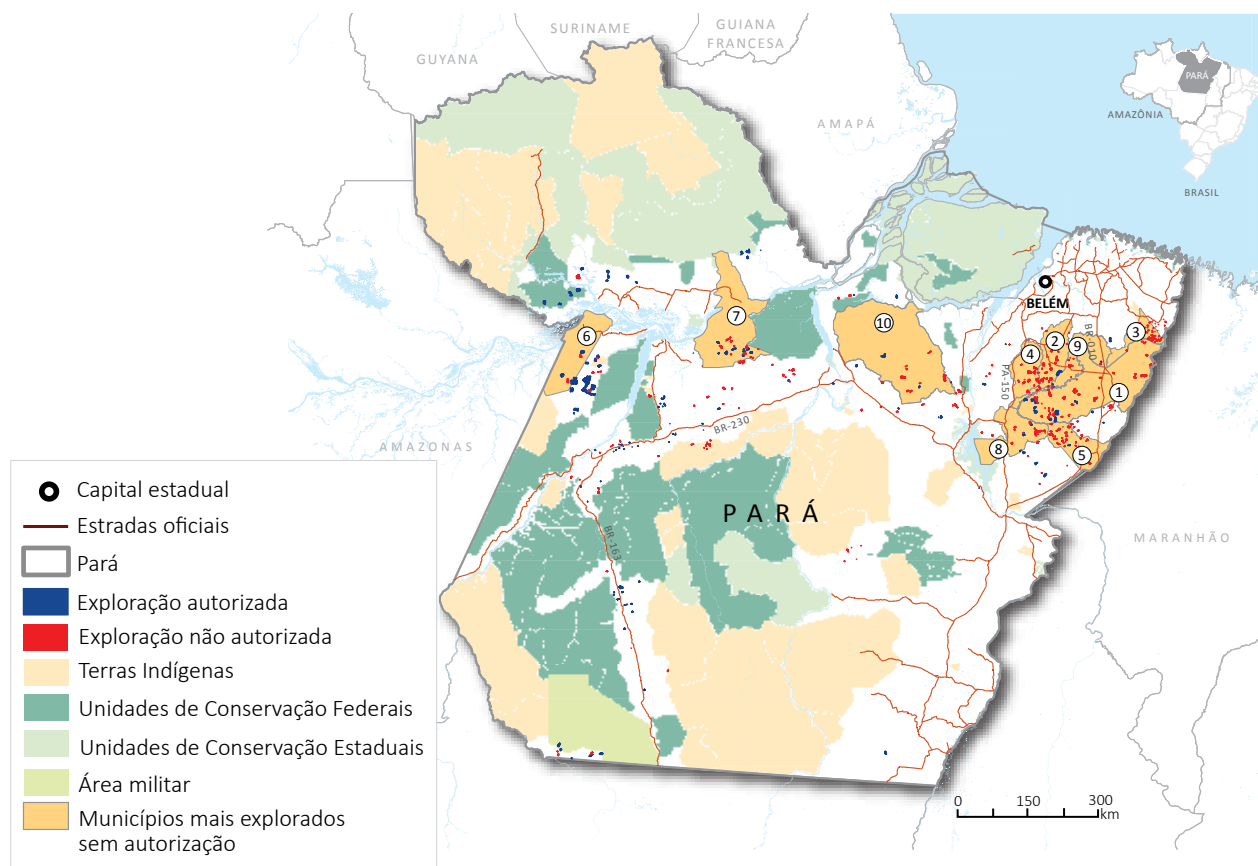 SURINAME
GUIANA
FRANCESA
GUYANA
AMAPÁ
PARÁ
AMAZÔNIA
BRASIL
BELÉM
7
6
10
3
2
9
4
BR-010
PA-150
1
8
5
BR-230
AMAZONAS
PARÁ
BR-163
MARANHÃO
Capital estadual
Estradas oficiais
Pará
Exploração autorizada
Exploração não autorizada
Terras Indígenas
Unidades de Conservação Federais
Unidades de Conservação Estaduais
Área militar
Municípios mais explorados
sem autorização
0 150 300
km